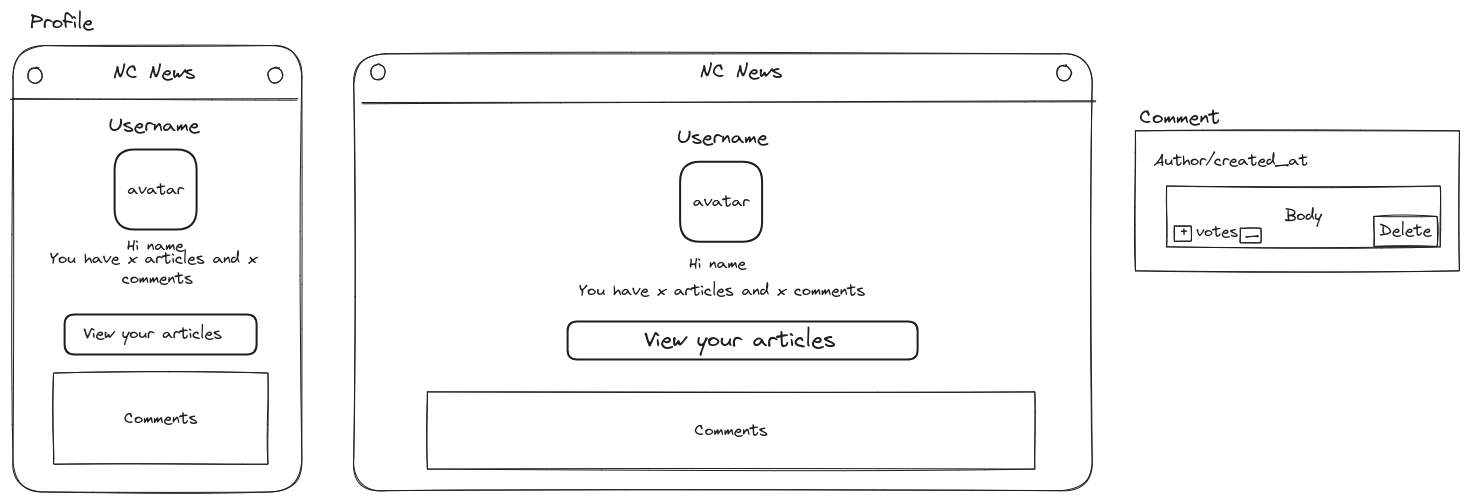 Profile
NC News
Username
avatar
Hi name
You have x articles and x
comments
View your articles
Comments
NC News
Username
avatar
Hi name
You have x articles and x comments
View your articles
Comments
Comment
Author/created_at
Body
+ votes —
Delete